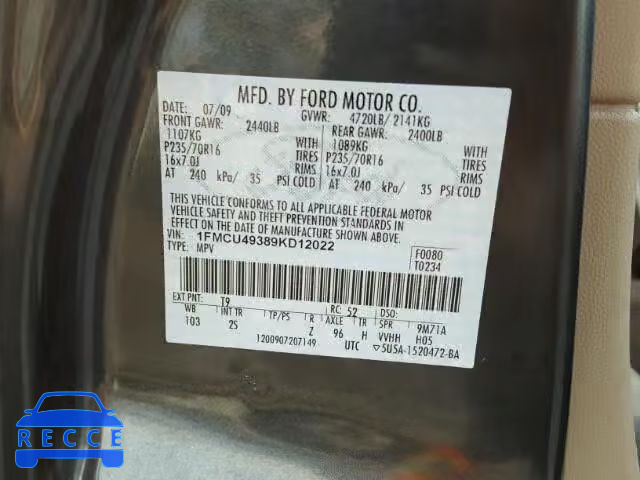 MFD. BY FORD MOTOR CO.
DATE: 07/09 GVWR: 4720LB/ 2141KG
FRONT GAWR: 2440LB REAR GAWR: 2400LB
1107KG WITH 1089KG WITH
P235/70R16 TIRES P235/70R16 TIRES
16x7.0J RIMS 16x7.0J RIMS
AT 240 kPa/ 35 PSI COLD AT 240 kPa/ 35 PSI COLD
THIS VEHICLE CONFORMS TO ALL APPLICABLE FEDERAL MOTOR
VEHICLE SAFETY AND THEFT PREVENTION STANDARDS IN
EFFECT ON THE DATE OF MANUFACTURE SHOWN ABOVE.
VIN: 1FMCU49389KD12022 F0080
TYPE: MPV T0234
EXT PNT: T9 RC: 52 DSO:
WB INT TR TP/PS R AXLE TR SPR 9M71A
103 2S Z 96 H VVHH H05
1200907207149 UTC 5U5A-1520472-BA
RECCE